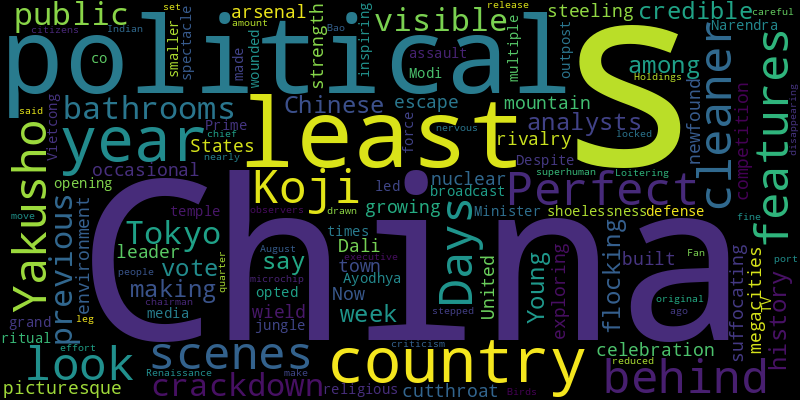 China
S
political
least
country
year
Koji
Perfect
behind
look
scenes
Days
features
cleaner
Yakusho
previous
Tokyo
crackdown
bathrooms
visible
public
history
week
making
vote
say
Dali
Young
flocking
Chinese
analysts
among
credible
arsenal
steeling
strength
escape
mountain
rivalry
newfound
competition
States
occasional
leader
environment
picturesque
religious
cutthroat
celebration
megacities
suffocating
exploring
United
built
town
Now
growing
nuclear
broadcast
Minister
shoelessness
defense
Despite
Narendra
Modi
Prime
wounded
smaller
spectacle
inspiring
multiple
outpost
assault
force
co
made
set
amount
Indian
Bao
citizens
release
careful
Holdings
disappearing
locked
nervous
superhuman
Loitering
led
times
temple
opening
Vietcong
said
chief
nearly
observers
drawn
August
Ayodhya
opted
wield
jungle
media
grand
ritual
move
people
executive
microchip
chairman
quarter
leg
effort
Renaissance
make
criticism
stepped
reduced
Birds
original
ago
TV
Fan
port
fine